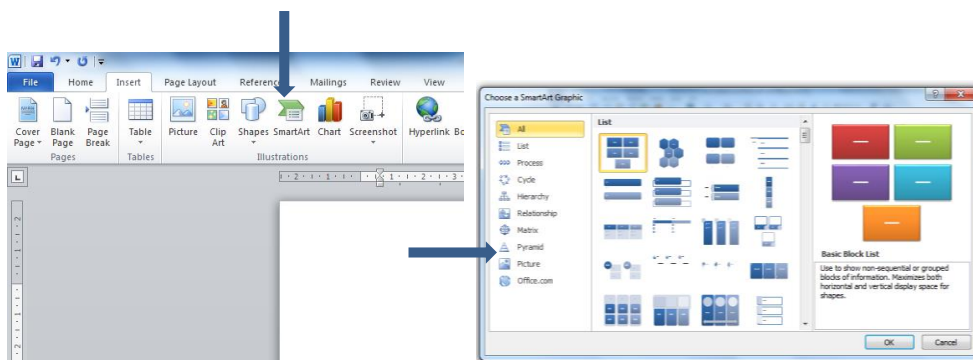 File Home Insert Page Layout Mailings Review View
Cover Page Blank Page Page Break Table Picture Clip Art Shapes SmartArt Chart Screenshot Hyperlink
Pages Tables Illustrations
Choose a SmartArt Graphic
All
List
Process
Cycle
Hierarchy
Relationship
Matrix
Pyramid
Picture
Office.com
List
Basic Block List
Use to show non-sequential or grouped
blocks of information. Maximizes both
horizontal and vertical display space for
shapes.
OK Cancel